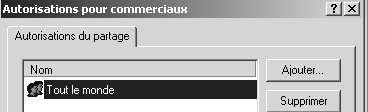 Autorisations pour commerciaux
Autorisations du partage
Nom
Ajouter...
Tout le monde
Supprimer